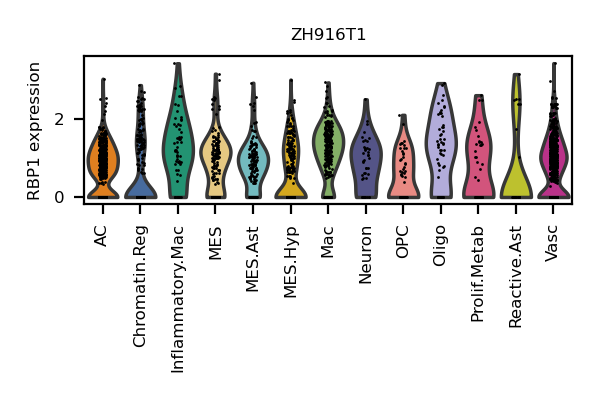 ZH916T1
RBP1 expression
2
0
AC
Chromatin.Reg
Inflammatory.Mac
MES
MES.Ast
MES.Hyp
Mac
Neuron
OPC
Oligo
Prolif.Metab
Reactive.Ast
Vasc